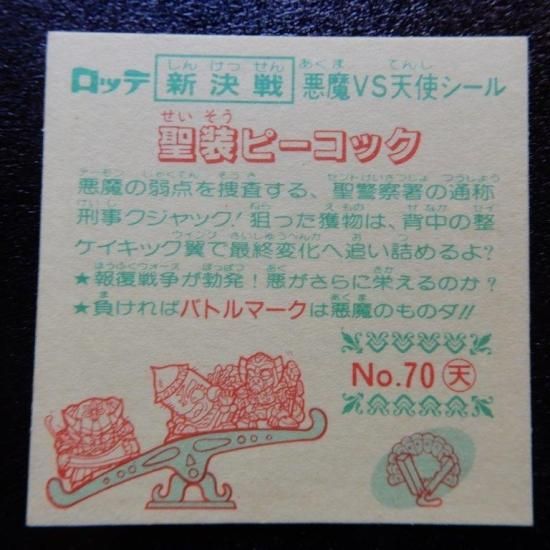 ロッテ 新決戦 悪魔VS天使シール
聖装ピーコック
悪魔の弱点を捜査する、聖警察署の通称
刑事クジャック!狙った獲物は、背中の整
ケイキック翼で最終変化へ追い詰めるよ?
★報復戦争が勃発!悪がさらに栄えるのか?
★負ければバトルマークは悪魔のものダ!!
No.70 天